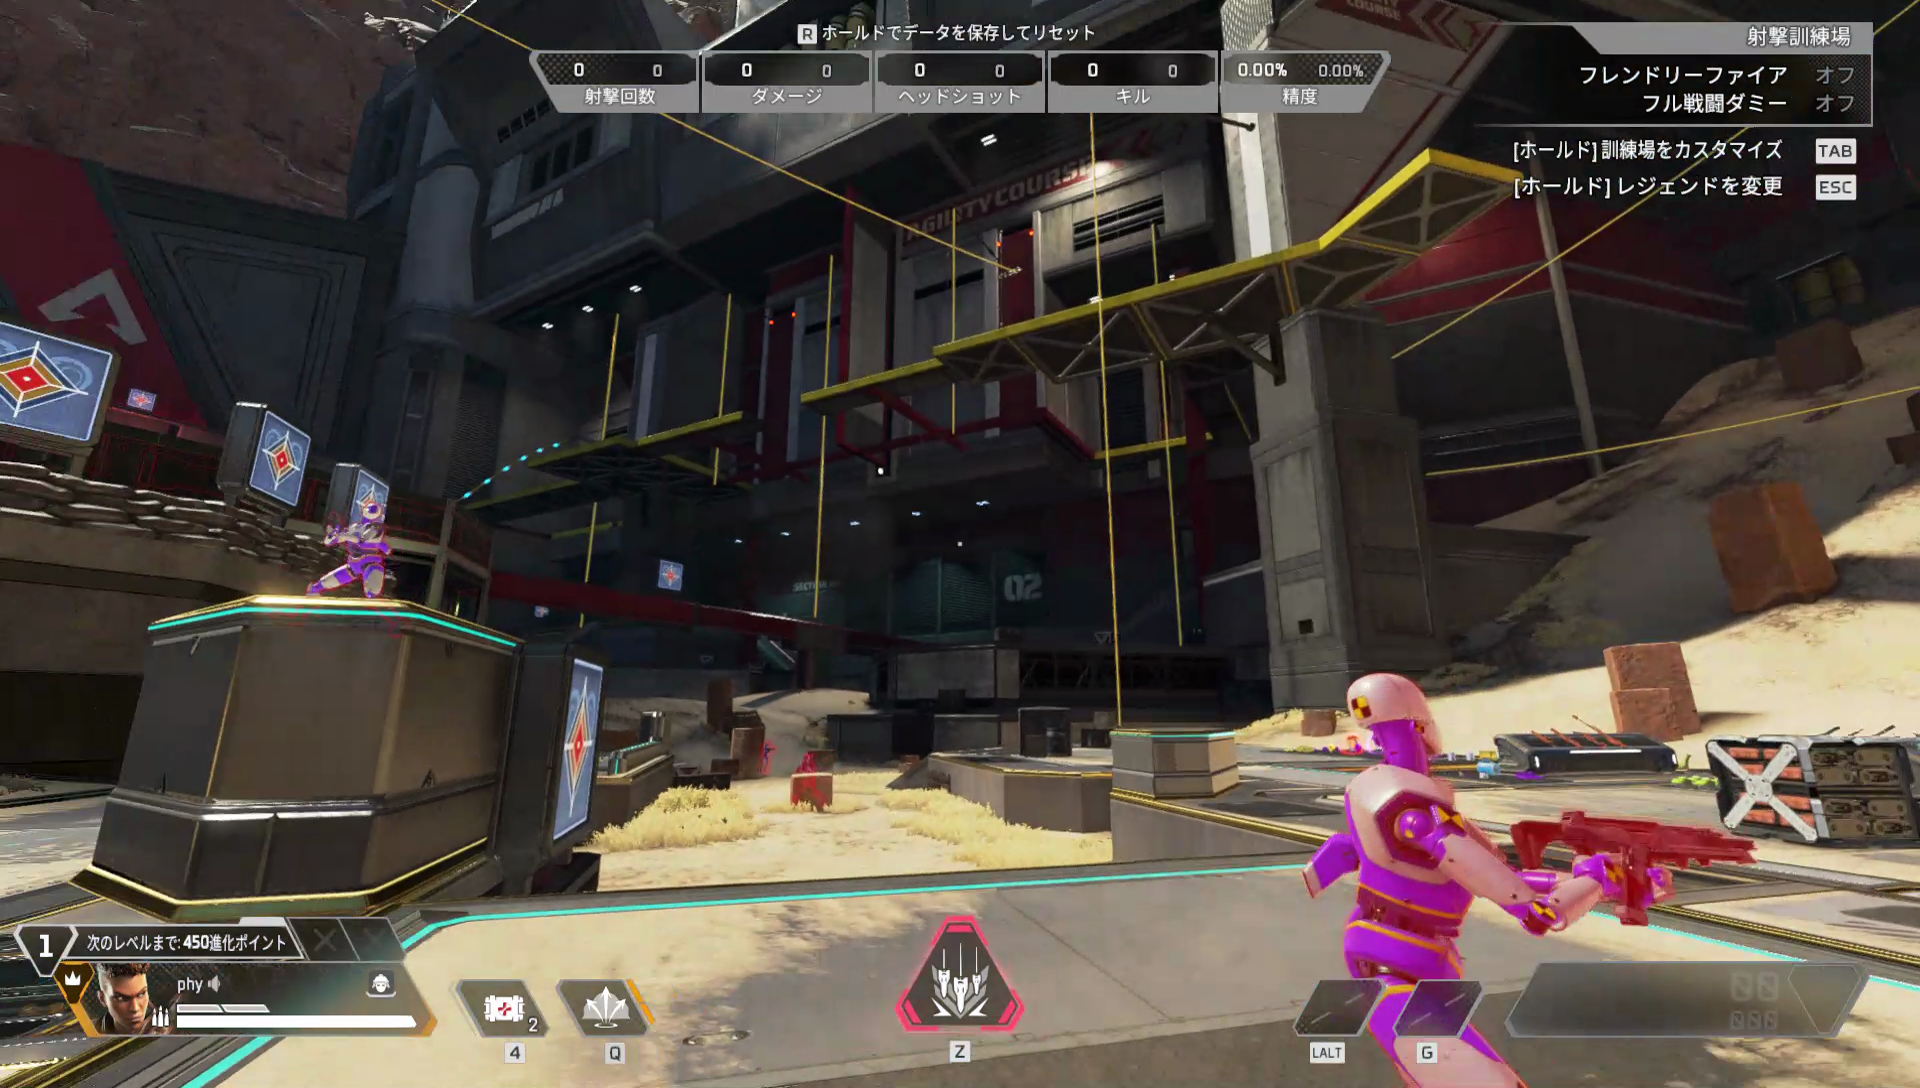 R ホールドでデータを保存してリセット
0 0 0 0 0 0 0 0 0.00% 0.00%
射撃回数 ダメージ ヘッドショット キル 精度
射撃訓練場
フレンドリーファイア オフ
フル戦闘ダミー オフ
[ホールド] 訓練場をカスタマイズ TAB
[ホールド] レジェンドを変更 ESC
COURSE
AGILITY COURSE
02
1 次のレベルまで: 450進化ポイント
phy
2
4 Q Z LALT G